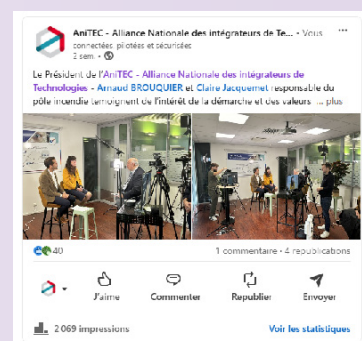 AniTEC - Alliance Nationale des intégrateurs de Te... • Vous
connectées, pilotées et sécurisées
2 sem. •
Le Président de l'AniTEC - Alliance Nationale des intégrateurs de
Technologies - Arnaud BROUQUIER et Claire Jacquemet responsable du
pôle incendie temoignent de l'intérêt de la démarche et des valeurs ... plus
40
1 commentaire • 4 republications
J'aime
Commenter
Republier
Envoyer
2 069 impressions
Voir les statistiques